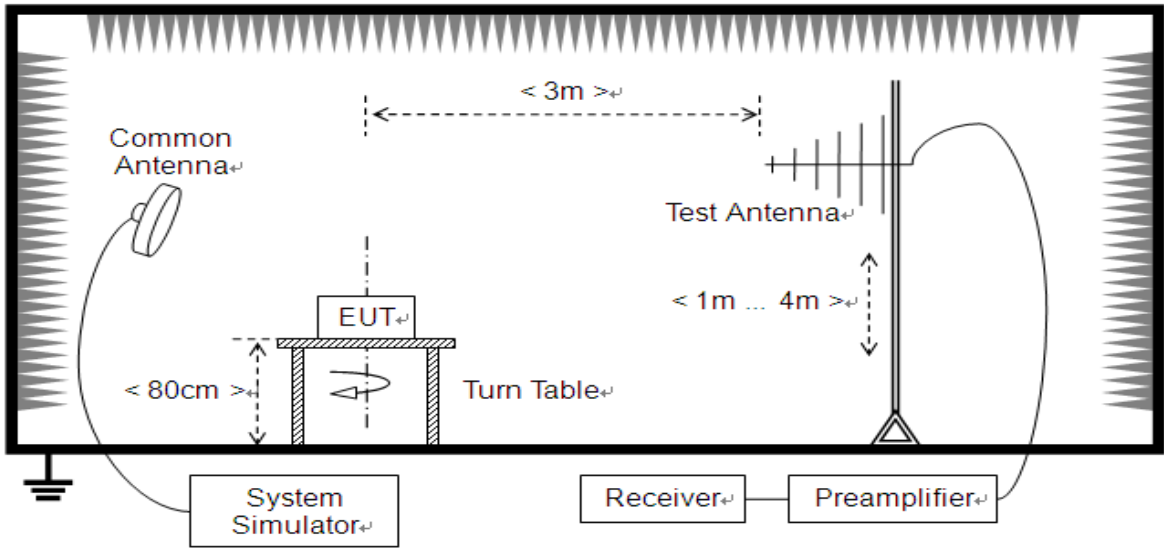 < 3m >↵
Common
Antenna↵
Test Antenna↵
< 1m ... 4m >↵
EUT↵
< 80cm >↵
Turn Table↵
System
Simulator↵
Receiver↵
Preamplifier↵